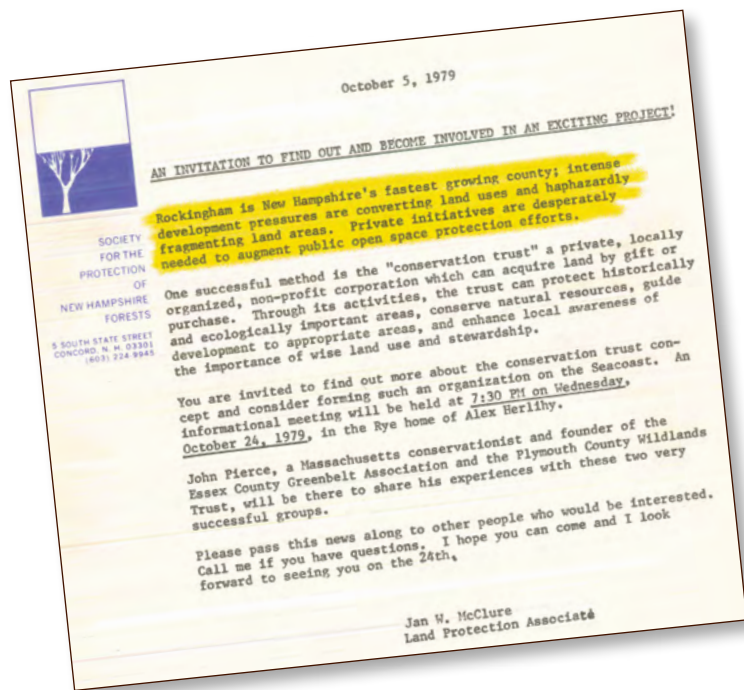 October 5, 1979
AN INVITATION TO FIND OUT AND BECOME INVOLVED IN AN EXCITING PROJECT!
Rockingham is New Hampshire's fastest growing county; intense
development pressures are converting land uses and haphazardly
fragmenting land areas. Private initiatives are desperately
needed to augment public open space protection efforts.
SOCIETY
FOR THE
PROTECTION
OF
NEW HAMPSHIRE
FORESTS
5 SOUTH STATE STREET
CONCORD, N. H. 03301
(603) 224 9945
One successful method is the "conservation trust" a private, locally
organized, non-profit corporation which can acquire land by gift or
purchase. Through its activities, the trust can protect historically
and ecologically important areas, conserve natural resources, guide
development to appropriate areas, and enhance local awareness of
the importance of wise land use and stewardship.
You are invited to find out more about the conservation trust con-
cept and consider forming such an organization on the Seacoast. An
informational meeting will be held at 7:30 PM on Wednesday,
October 24, 1979, in the Rye home of Alex Herlihy.
John Pierce, a Massachusetts conservationist and founder of the
Essex County Greenbelt Association and the Plymouth County Wildlands
Trust, will be there to share his experiences with these two very
successful groups.
Please pass this news along to other people who would be interested.
Call me if you have questions. I hope you can come and I look
forward to seeing you on the 24th.
Jan W. McClure
Land Protection Associate